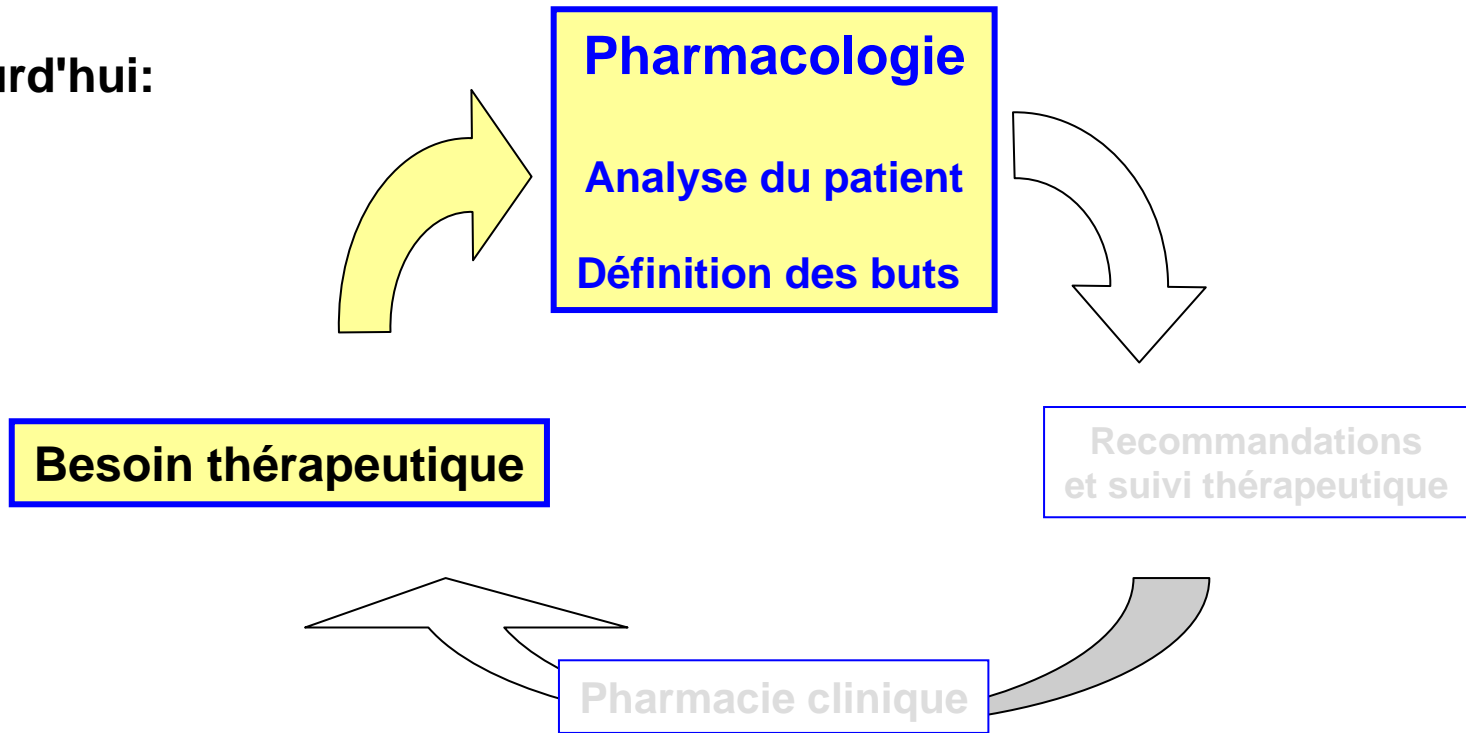 urd'hui:
Pharmacologie
Analyse du patient
Définition des buts
Besoin thérapeutique
Recommandations
et suivi thérapeutique
Pharmacie clinique